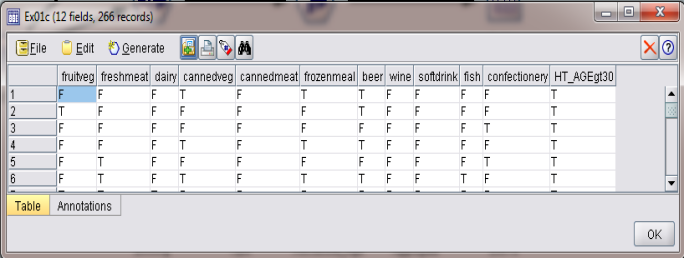 Ex01c (12 fields, 266 records)
File Edit Generate
fruitveg freshmeat dairy cannedveg cannedmeat frozenmeal beer wine softdrink fish confectionery HT_AGEgt30
1 F F F T F T T F F F F T
2 T F F F F F T F F F F T
3 F F F F F F F F F F T T
4 F F F T F T T F F F F T
5 F T F F F F F F F F T T
6 F T F F F T T F F T F T
Table Annotations
OK